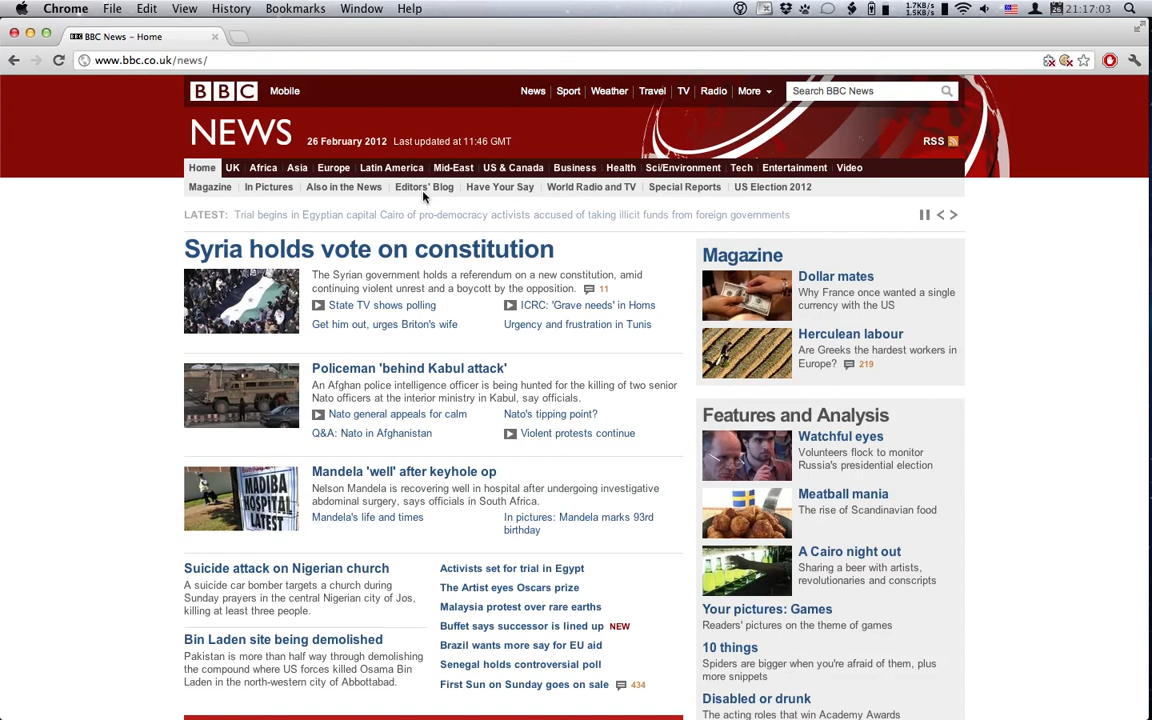 Chrome File Edit View History Bookmarks Window Help 1.7KB/s 1.5KB/s 26 21:17:03
BBC News – Home
www.bbc.co.uk/news/
BBC Mobile News Sport Weather Travel TV Radio More Search BBC News
NEWS 26 February 2012 Last updated at 11:46 GMT RSS
Home UK Africa Asia Europe Latin America Mid-East US & Canada Business Health Sci/Environment Tech Entertainment Video
Magazine In Pictures Also in the News Editors' Blog Have Your Say World Radio and TV Special Reports US Election 2012
LATEST: Trial begins in Egyptian capital Cairo of pro-democracy activists accused of taking illicit funds from foreign governments
Syria holds vote on constitution
The Syrian government holds a referendum on a new constitution, amid
continuing violent unrest and a boycott by the opposition. 11
State TV shows polling
ICRC: 'Grave needs' in Homs
Get him out, urges Briton's wife
Urgency and frustration in Tunis
Policeman 'behind Kabul attack'
An Afghan police intelligence officer is being hunted for the killing of two senior
Nato officers at the interior ministry in Kabul, say officials.
Nato general appeals for calm
Nato's tipping point?
Q&A: Nato in Afghanistan
Violent protests continue
MADIBA
HOSPITAL
LATEST
Mandela 'well' after keyhole op
Nelson Mandela is recovering well in hospital after undergoing investigative
abdominal surgery, says officials in South Africa.
Mandela's life and times
In pictures: Mandela marks 93rd
birthday
Suicide attack on Nigerian church
A suicide car bomber targets a church during
Sunday prayers in the central Nigerian city of Jos,
killing at least three people.
Bin Laden site being demolished
Pakistan is more than half way through demolishing
the compound where US forces killed Osama Bin
Laden in the north-western city of Abbottabad.
Activists set for trial in Egypt
The Artist eyes Oscars prize
Malaysia protest over rare earths
Buffet says successor is lined up NEW
Brazil wants more say for EU aid
Senegal holds controversial poll
First Sun on Sunday goes on sale 434
Magazine
Dollar mates
Why France once wanted a single
currency with the US
Herculean labour
Are Greeks the hardest workers in
Europe? 219
Features and Analysis
Watchful eyes
Volunteers flock to monitor
Russia's presidential election
Meatball mania
The rise of Scandinavian food
A Cairo night out
Sharing a beer with artists,
revolutionaries and conscripts
Your pictures: Games
Readers' pictures on the theme of games
10 things
Spiders are bigger when you're afraid of them, plus
more snippets
Disabled or drunk
The acting roles that win Academy Awards